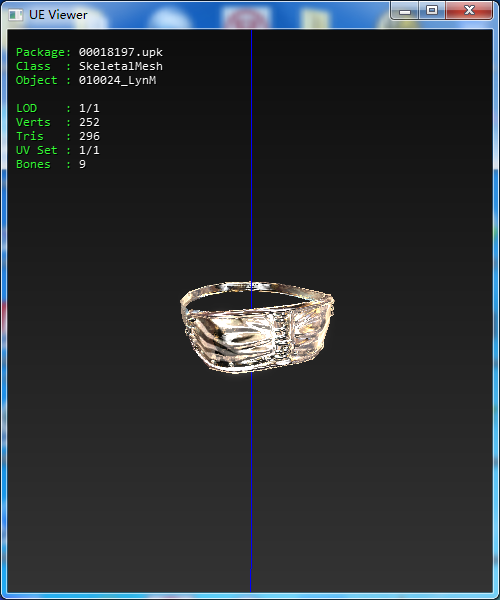 UE Viewer
Package: 00018197.upk
Class : SkeletalMesh
Object : 010024_LynM
LOD : 1/1
Verts : 252
Tris : 296
UV Set : 1/1
Bones : 9